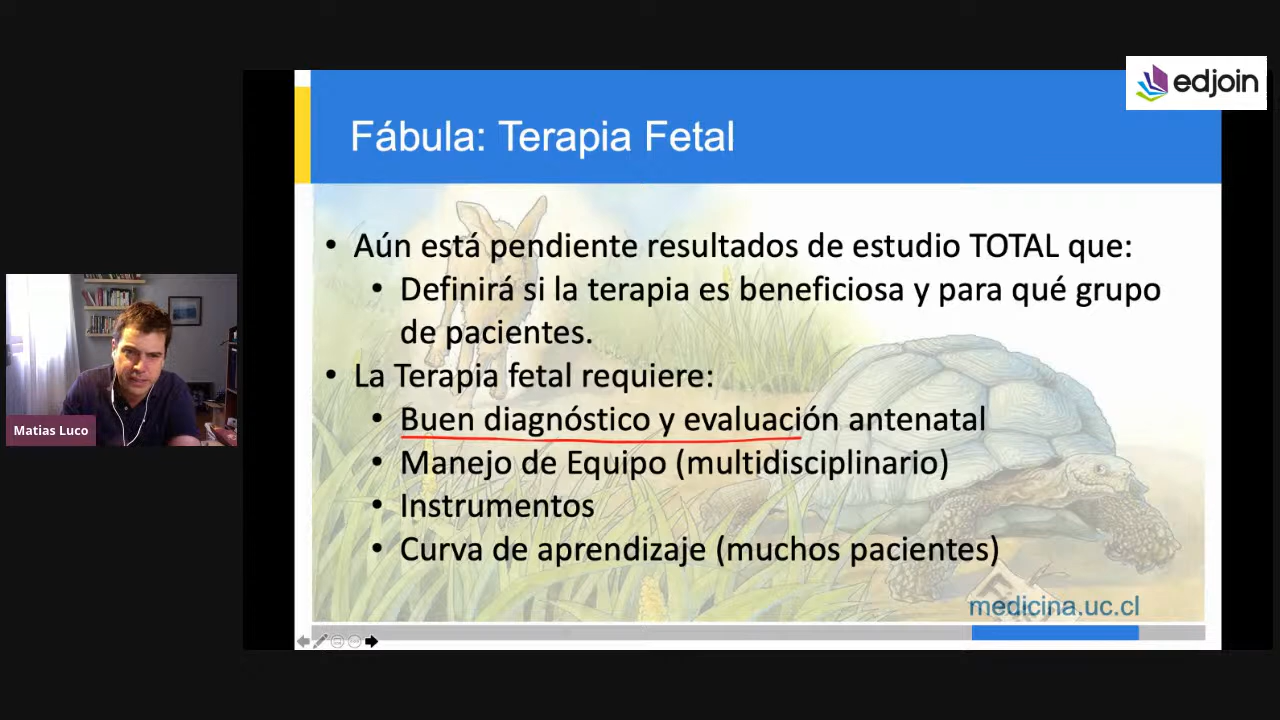 edjoin
Fábula: Terapia Fetal
• Aún está pendiente resultados de estudio TOTAL que:
• Definirá si la terapia es beneficiosa y para qué grupo
de pacientes.
• La Terapia fetal requiere:
• Buen diagnóstico y evaluación antenatal
• Manejo de Equipo (multidisciplinario)
• Instrumentos
• Curva de aprendizaje (muchos pacientes)
medicina.uc.cl
Matias Luco